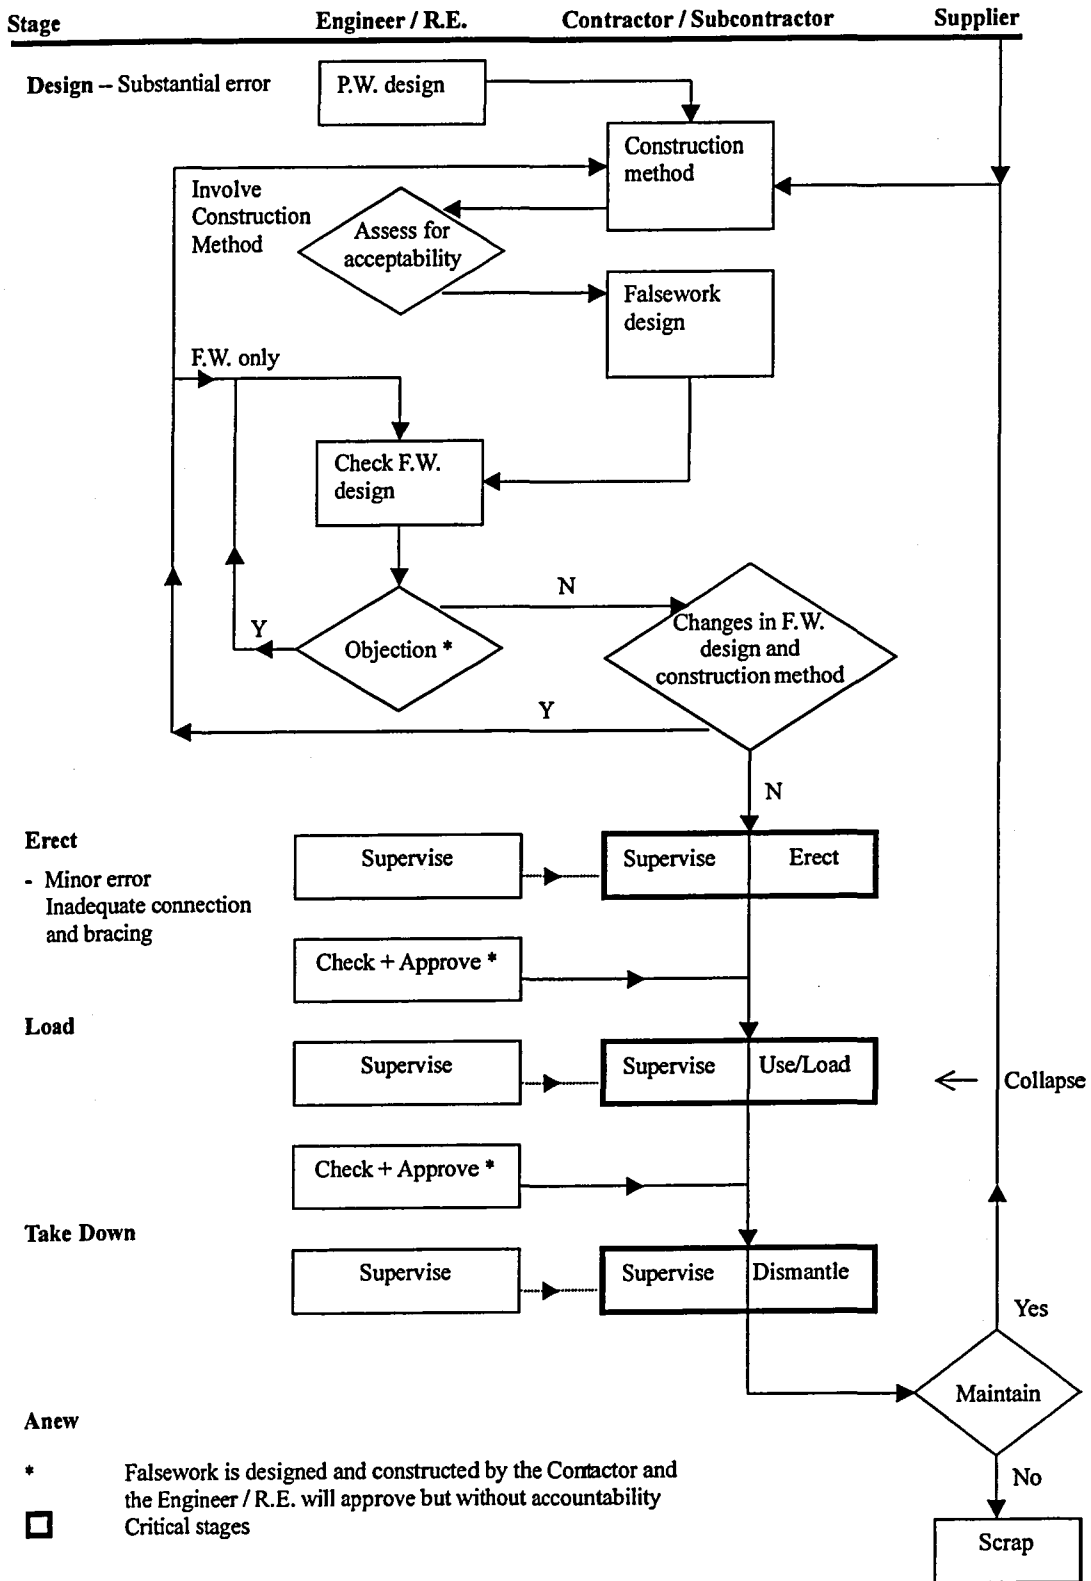 Stage Engineer / R.E. Contractor / Subcontractor Supplier
Design – Substantial error
P.W. design
Construction
method
Involve
Construction
Method
Assess for
acceptability
Falsework
design
F.W. only
Check F.W.
design
N
Y
Objection *
Changes in F.W.
design and
construction method
Y
N
Erect
- Minor error
Inadequate connection
and bracing
Supervise
Supervise Erect
Check + Approve *
Load
Supervise
Supervise Use/Load
Collapse
Check + Approve *
Take Down
Supervise
Supervise Dismantle
Yes
Maintain
Anew
* Falsework is designed and constructed by the Contactor and
the Engineer / R.E. will approve but without accountability
Critical stages
No
Scrap